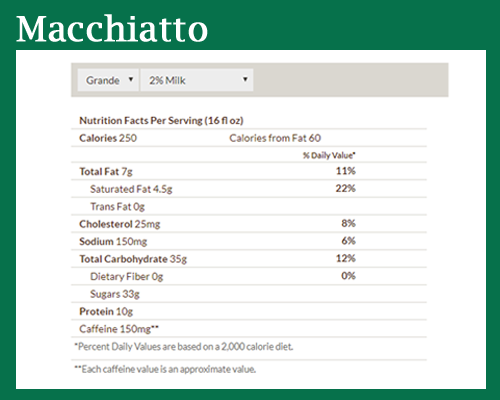 Macchiatto
Grande 2% Milk
Nutrition Facts Per Serving (16 fl oz)
Calories 250 Calories from Fat 60
% Daily Value*
Total Fat 7g 11%
Saturated Fat 4.5g 22%
Trans Fat 0g
Cholesterol 25mg 8%
Sodium 150mg 6%
Total Carbohydrate 35g 12%
Dietary Fiber 0g 0%
Sugars 33g
Protein 10g
Caffeine 150mg**
*Percent Daily Values are based on a 2,000 calorie diet.
**Each caffeine value is an approximate value.